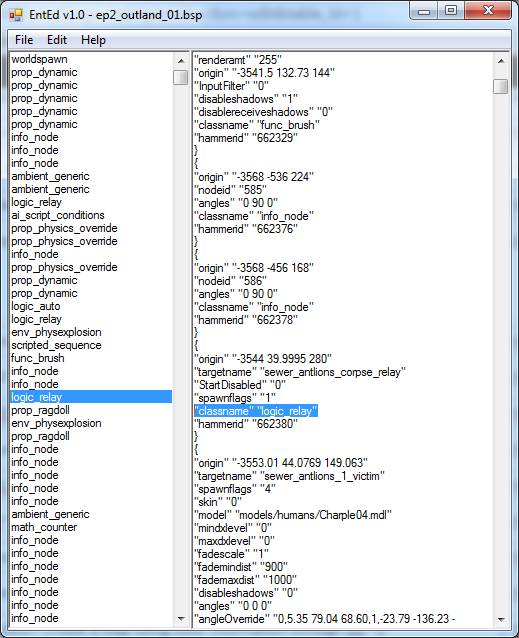 EntEd v1.0 - ep2_outland_01.bsp
File Edit Help
worldspawn
prop_dynamic
prop_dynamic
prop_dynamic
prop_dynamic
prop_dynamic
info_node
info_node
info_node
ambient_generic
ambient_generic
logic_relay
ai_script_conditions
prop_physics_override
prop_physics_override
info_node
prop_physics_override
prop_dynamic
prop_dynamic
logic_auto
logic_relay
env_physexplosion
scripted_sequence
func_brush
info_node
info_node
logic_relay
prop_ragdoll
env_physexplosion
prop_ragdoll
info_node
info_node
info_node
info_node
info_node
ambient_generic
math_counter
info_node
info_node
info_node
info_node
info_node
info_node
info_node
"renderamt" "255"
"origin" "-3541.5 132.73 144"
"InputFilter" "0"
"disableshadows" "1"
"disablereceiveshadows" "0"
"classname" "func_brush"
"hammerid" "662329"
}
{
"origin" "-3568 -536 224"
"nodeid" "585"
"angles" "0 90 0"
"classname" "info_node"
"hammerid" "662376"
}
{
"origin" "-3568 -456 168"
"nodeid" "586"
"angles" "0 90 0"
"classname" "info_node"
"hammerid" "662378"
}
{
"origin" "-3544 39.9995 280"
"targetname" "sewer_antlions_corpse_relay"
"StartDisabled" "0"
"spawnflags" "1"
"classname" "logic_relay"
"hammerid" "662380"
}
{
"origin" "-3553.01 44.0769 149.063"
"targetname" "sewer_antlions_1_victim"
"spawnflags" "4"
"skin" "0"
"model" "models/humans/Charple04.mdl"
"mindxlevel" "0"
"maxdxlevel" "0"
"fadescale" "1"
"fademindist" "900"
"fademaxdist" "1000"
"disableshadows" "0"
"angles" "0 0 0"
"angleOverride" "0,5.35 79.04 68.60,1,-23.79 -136.23 -